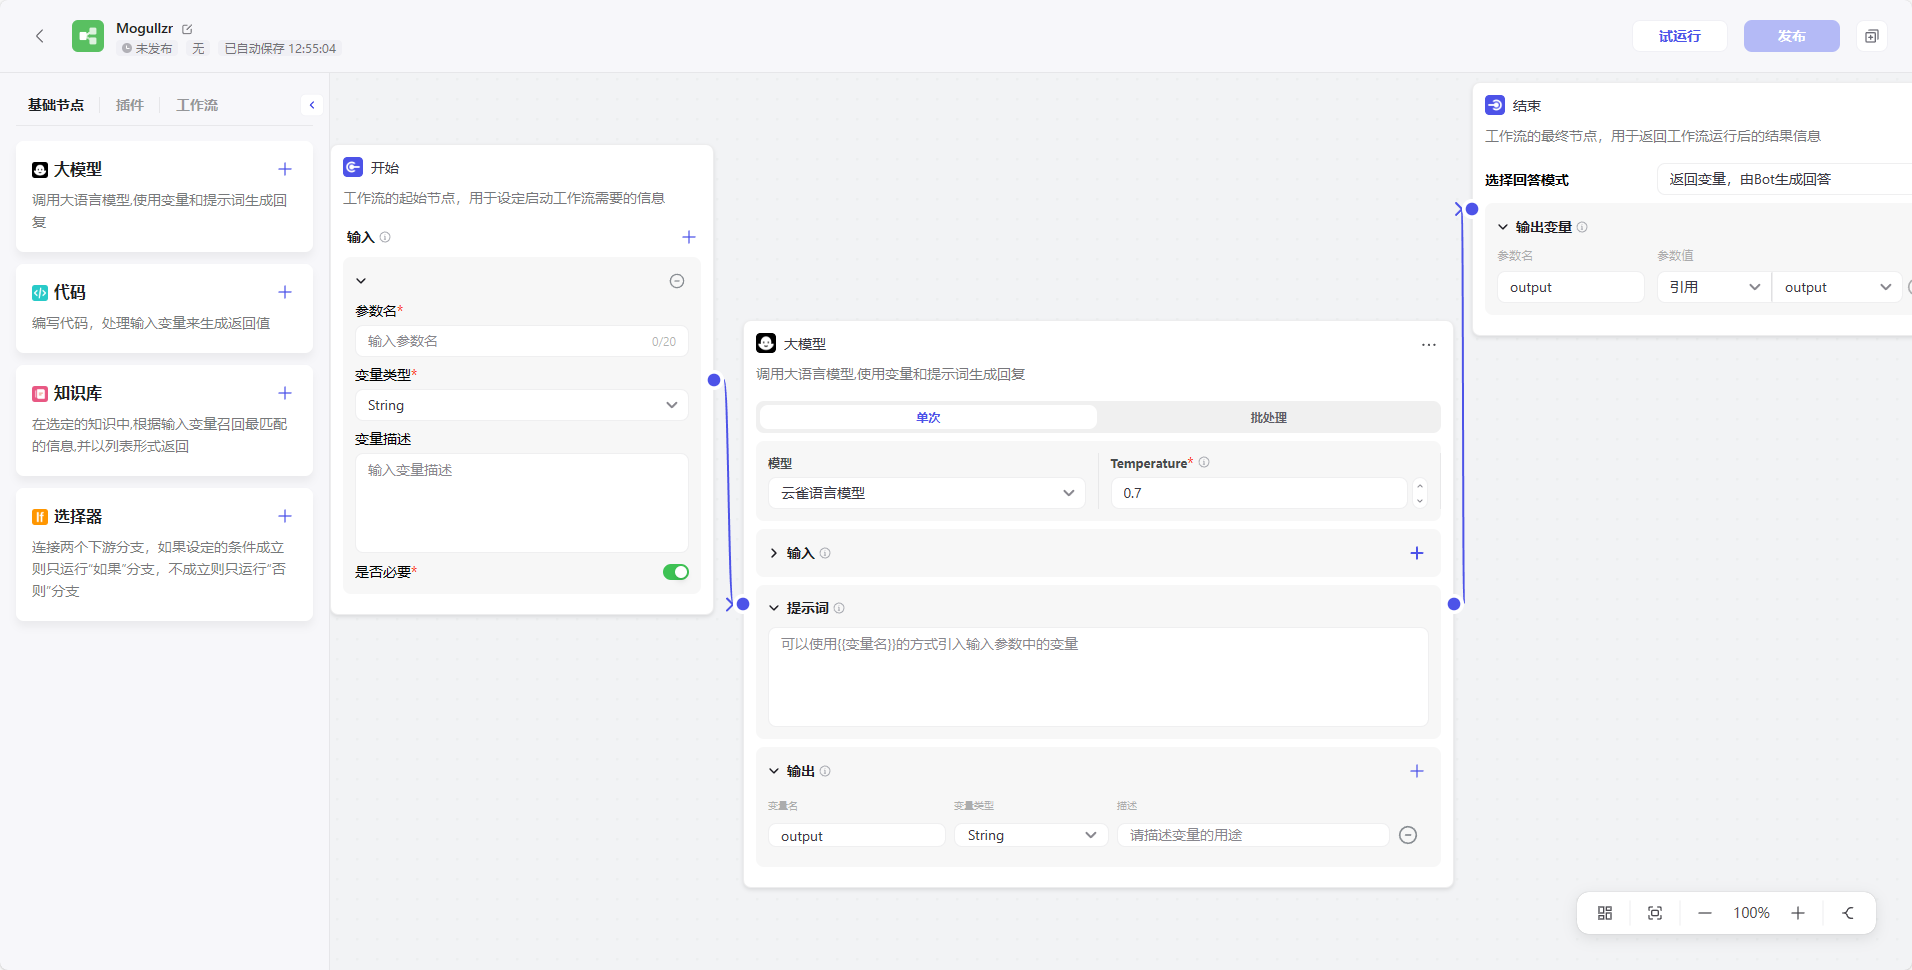 Mogullzr
未发布 无 已自动保存 12:55:04
试运行
发布
基础节点 插件 工作流
大模型
调用大语言模型,使用变量和提示词生成回
复
代码
编写代码，处理输入变量来生成返回值
知识库
在选定的知识中,根据输入变量召回最匹配
的信息,并以列表形式返回
If 选择器
连接两个下游分支，如果设定的条件成立
则只运行“如果”分支，不成立则只运行“否
则”分支
开始
工作流的起始节点，用于设定启动工作流需要的信息
输入
参数名*
输入参数名 0/20
变量类型*
String
变量描述
输入变量描述
是否必要*
大模型
调用大语言模型,使用变量和提示词生成回复
单次 批处理
模型 Temperature*
云雀语言模型 0.7
输入
提示词
可以使用{{变量名}}的方式引入输入参数中的变量
输出
变量名 变量类型 描述
output String 请描述变量的用途
结束
工作流的最终节点，用于返回工作流运行后的结果信息
选择回答模式 返回变量，由Bot生成回答
输出变量
参数名 参数值
output 引用 output
100%